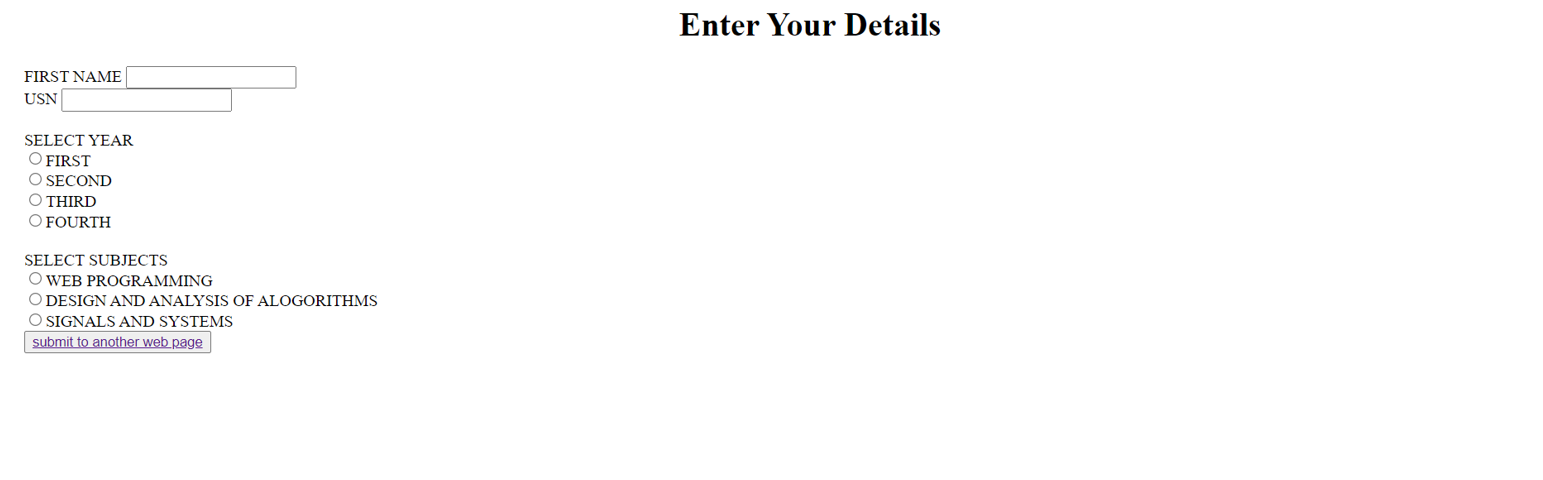 Enter Your Details
FIRST NAME
USN
SELECT YEAR
FIRST
SECOND
THIRD
FOURTH
SELECT SUBJECTS
WEB PROGRAMMING
DESIGN AND ANALYSIS OF ALOGORITHMS
SIGNALS AND SYSTEMS
submit to another web page